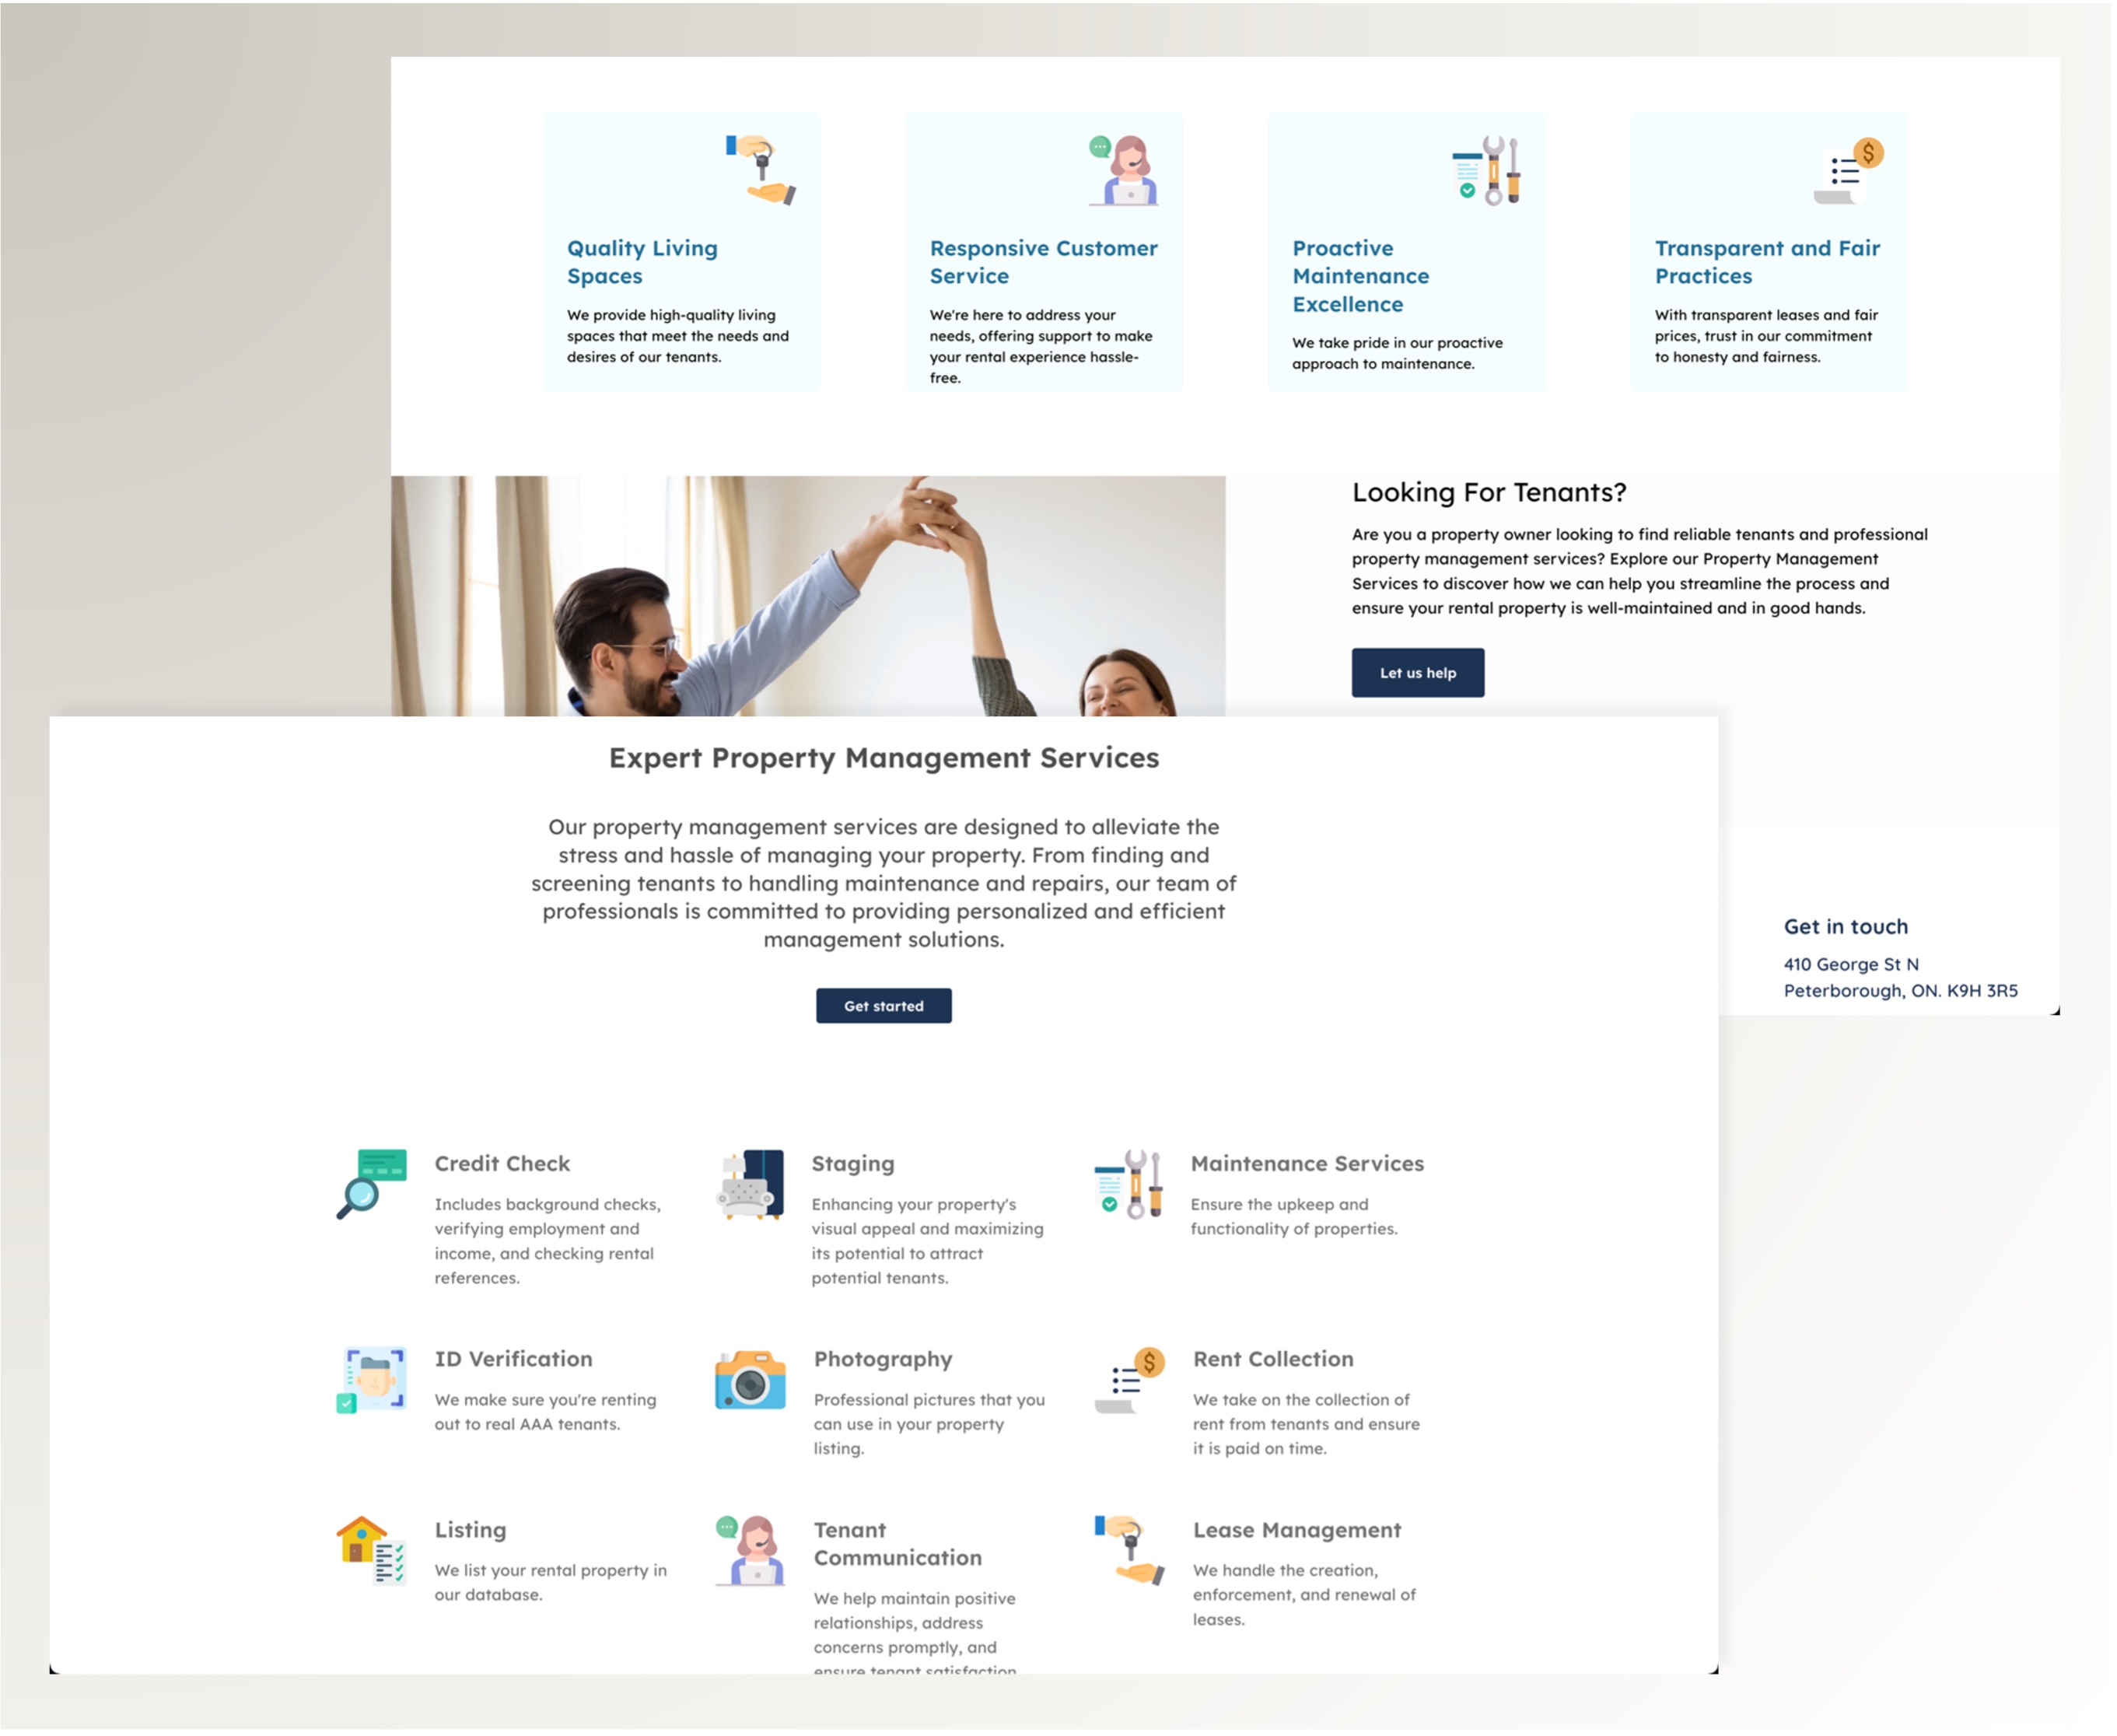 Quality Living
Spaces
We provide high-quality living
spaces that meet the needs and
desires of our tenants.
Responsive Customer
Service
We're here to address your
needs, offering support to make
your rental experience hassle-
free.
Proactive
Maintenance
Excellence
We take pride in our proactive
approach to maintenance.
$
Transparent and Fair
Practices
With transparent leases and fair
prices, trust in our commitment
to honesty and fairness.
Looking For Tenants?
Are you a property owner looking to find reliable tenants and professional
property management services? Explore our Property Management
Services to discover how we can help you streamline the process and
ensure your rental property is well-maintained and in good hands.
Let us help
Get in touch
410 George St N
Peterborough, ON. K9H 3R5
Expert Property Management Services
Our property management services are designed to alleviate the
stress and hassle of managing your property. From finding and
screening tenants to handling maintenance and repairs, our team of
professionals is committed to providing personalized and efficient
management solutions.
Get started
Credit Check
Includes background checks,
verifying employment and
income, and checking rental
references.
Staging
Enhancing your property's
visual appeal and maximizing
its potential to attract
potential tenants.
Maintenance Services
Ensure the upkeep and
functionality of properties.
ID Verification
We make sure you're renting
out to real AAA tenants.
Photography
Professional pictures that you
can use in your property
listing.
$
Rent Collection
We take on the collection of
rent from tenants and ensure
it is paid on time.
Listing
We list your rental property in
our database.
Tenant
Communication
We help maintain positive
relationships, address
concerns promptly, and
ensure tenant satisfaction
Lease Management
We handle the creation,
enforcement, and renewal of
leases.